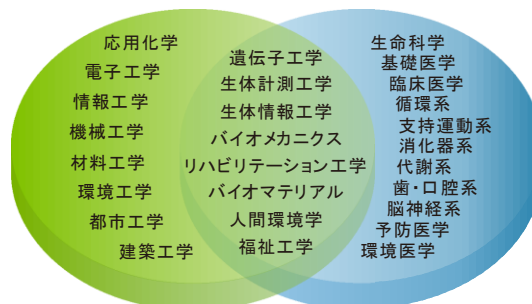 応用化学
電子工学
情報工学
機械工学
材料工学
環境工学
都市工学
建築工学
遺伝子工学
生体計測工学
生体情報工学
バイオメカニクス
リハビリテーション工学
バイオマテリアル
人間環境学
福祉工学
生命科学
基礎医学
臨床医学
循環系
支持運動系
消化器系
代謝系
歯・口腔系
脳神経系
予防医学
環境医学